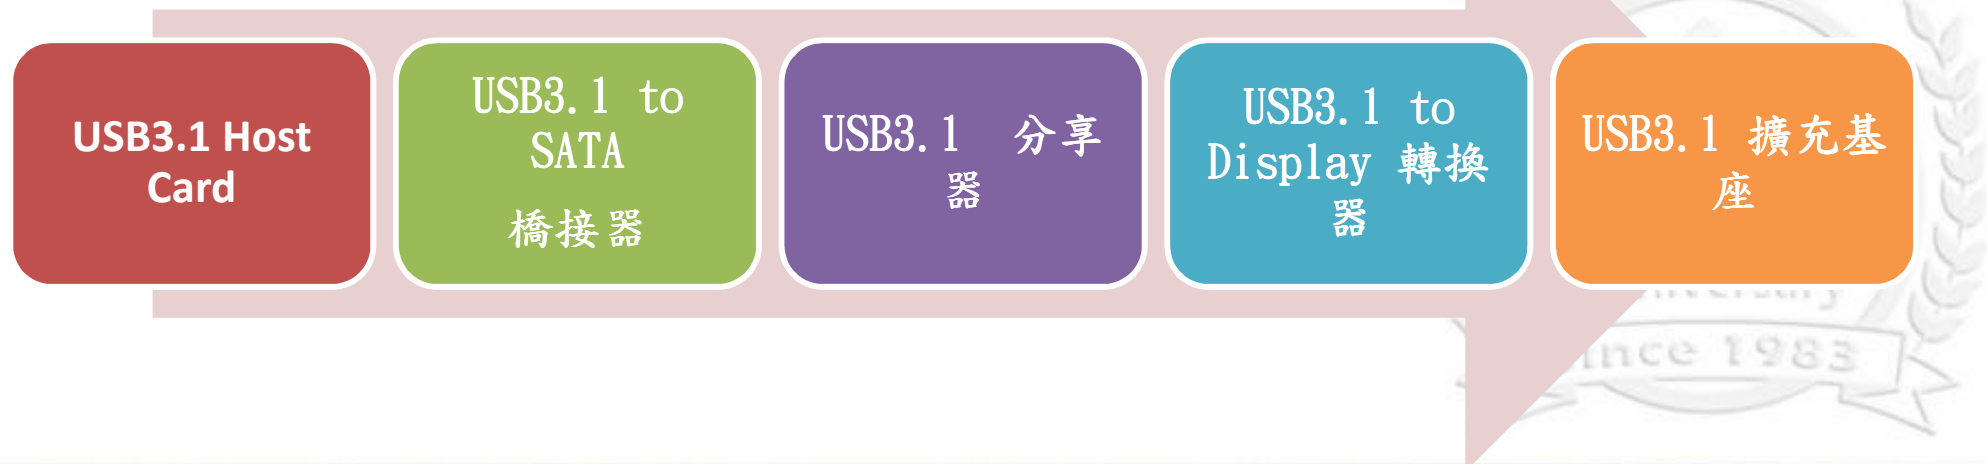 USB3.1 Host
Card
USB3.1 to
SATA
橋接器
USB3.1 分享
器
USB3.1 to
Display 轉換
器
USB3.1 擴充基
座
Since 1983